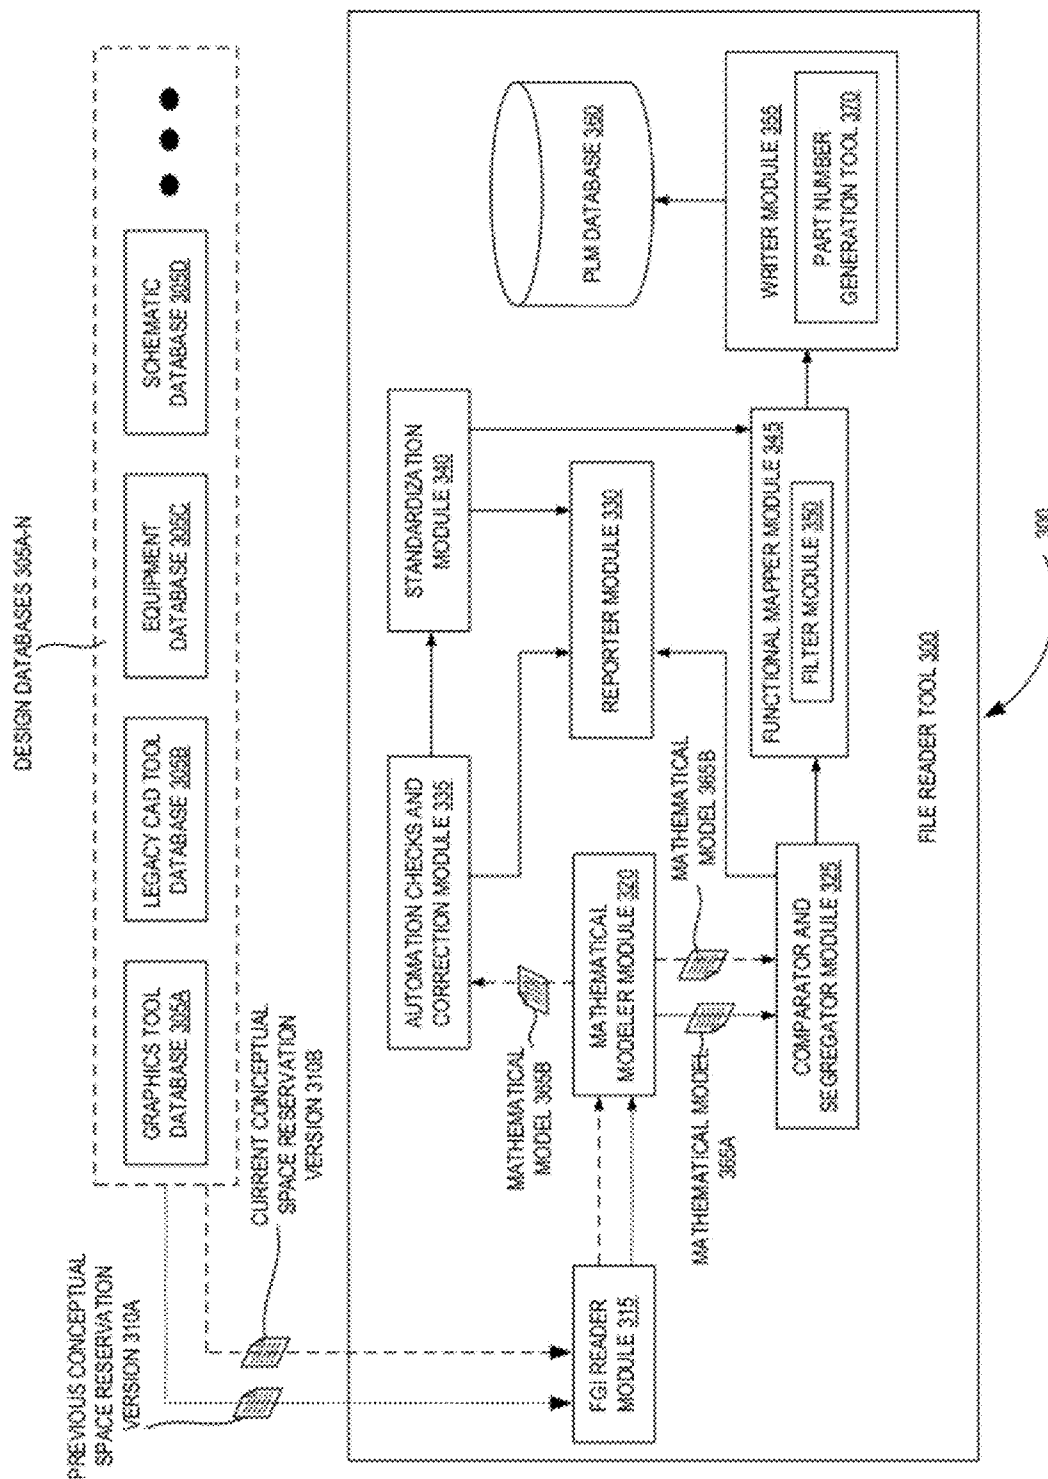 DESIGN DATABASES 305A-N
GRAPHICS TOOL
DATABASE 305A
LEGACY CAD TOOL
DATABASE 305B
EQUIPMENT
DATABASE 305C
SCHEMATIC
DATABASE 305D
PREVIOUS CONCEPTUAL
SPACE RESERVATION
VERSION 310A
CURRENT CONCEPTUAL
SPACE RESERVATION
VERSION 310B
AUTOMATION CHECKS AND
CORRECTION MODULE 335
STANDARDIZATION
MODULE 340
PLM DATABASE 360
MATHEMATICAL
MODEL 365B
FGI READER
MODULE 315
MATHEMATICAL
MODELER MODULE 320
REPORTER MODULE 330
MATHEMATICAL
MODEL 365B
MATHEMATICAL MODEL
365A
COMPARATOR AND
SEGREGATOR MODULE 325
FUNCTIONAL MAPPER MODULE 345
FILTER MODULE 350
WRITER MODULE 355
PART NUMBER
GENERATION TOOL 370
FILE READER TOOL 300
300